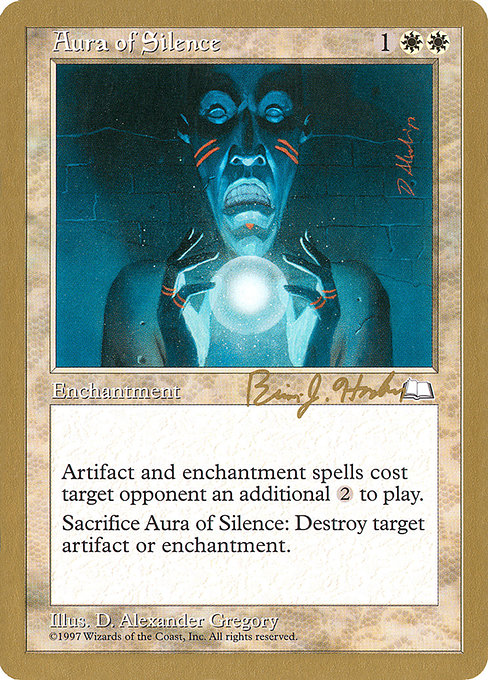 Aura of Silence 1
Enchantment
Brian J. Hacker
Artifact and enchantment spells cost
target opponent an additional 2 to play.
Sacrifice Aura of Silence: Destroy target
artifact or enchantment.
Illus. D. Alexander Gregory
©1997 Wizards of the Coast, Inc. All rights reserved.